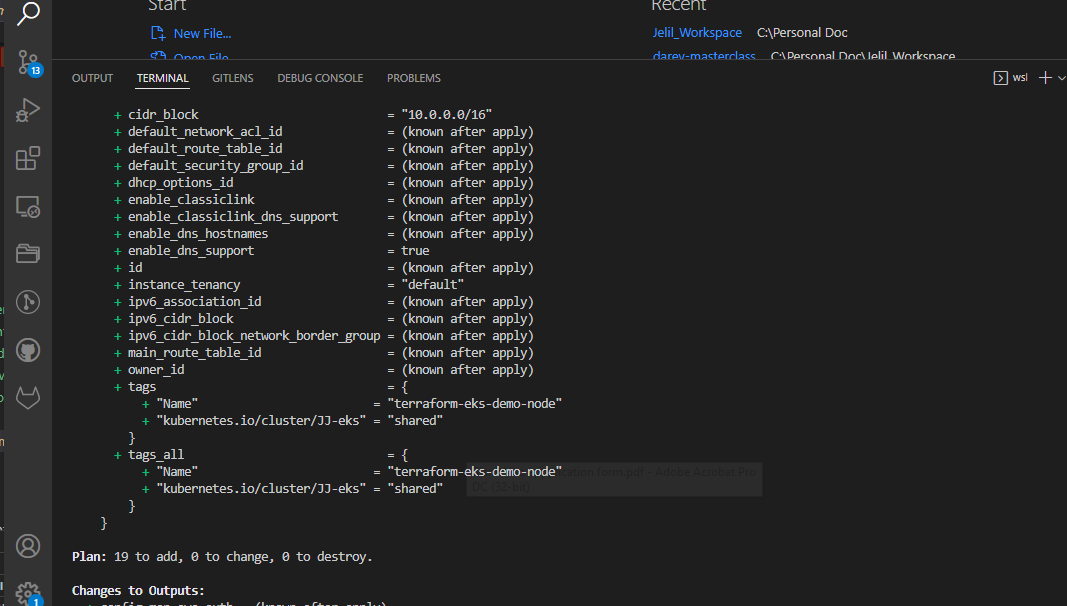 Start
Recent
New File...
Jelil_Workspace C:\Personal Doc
Open File
darey-masterclass C:\Personal Doc\Jelil_Workspace
13
OUTPUT TERMINAL GITLENS DEBUG CONSOLE PROBLEMS wsl
+ cidr_block = "10.0.0.0/16"
+ default_network_acl_id = (known after apply)
+ default_route_table_id = (known after apply)
+ default_security_group_id = (known after apply)
+ dhcp_options_id = (known after apply)
+ enable_classiclink = (known after apply)
+ enable_classiclink_dns_support = (known after apply)
+ enable_dns_hostnames = (known after apply)
+ enable_dns_support = true
+ id = (known after apply)
+ instance_tenancy = "default"
+ ipv6_association_id = (known after apply)
+ ipv6_cidr_block = (known after apply)
+ ipv6_cidr_block_network_border_group = (known after apply)
+ main_route_table_id = (known after apply)
+ owner_id = (known after apply)
+ tags = {
+ "Name" = "terraform-eks-demo-node"
+ "kubernetes.io/cluster/JJ-eks" = "shared"
}
+ tags_all = {
+ "Name" = "terraform-eks-demo-node"
form.pdf - Adobe Acrobat Pro
+ "kubernetes.io/cluster/JJ-eks" = "shared"
DC
}
}
Plan: 19 to add, 0 to change, 0 to destroy.
Changes to Outputs:
1